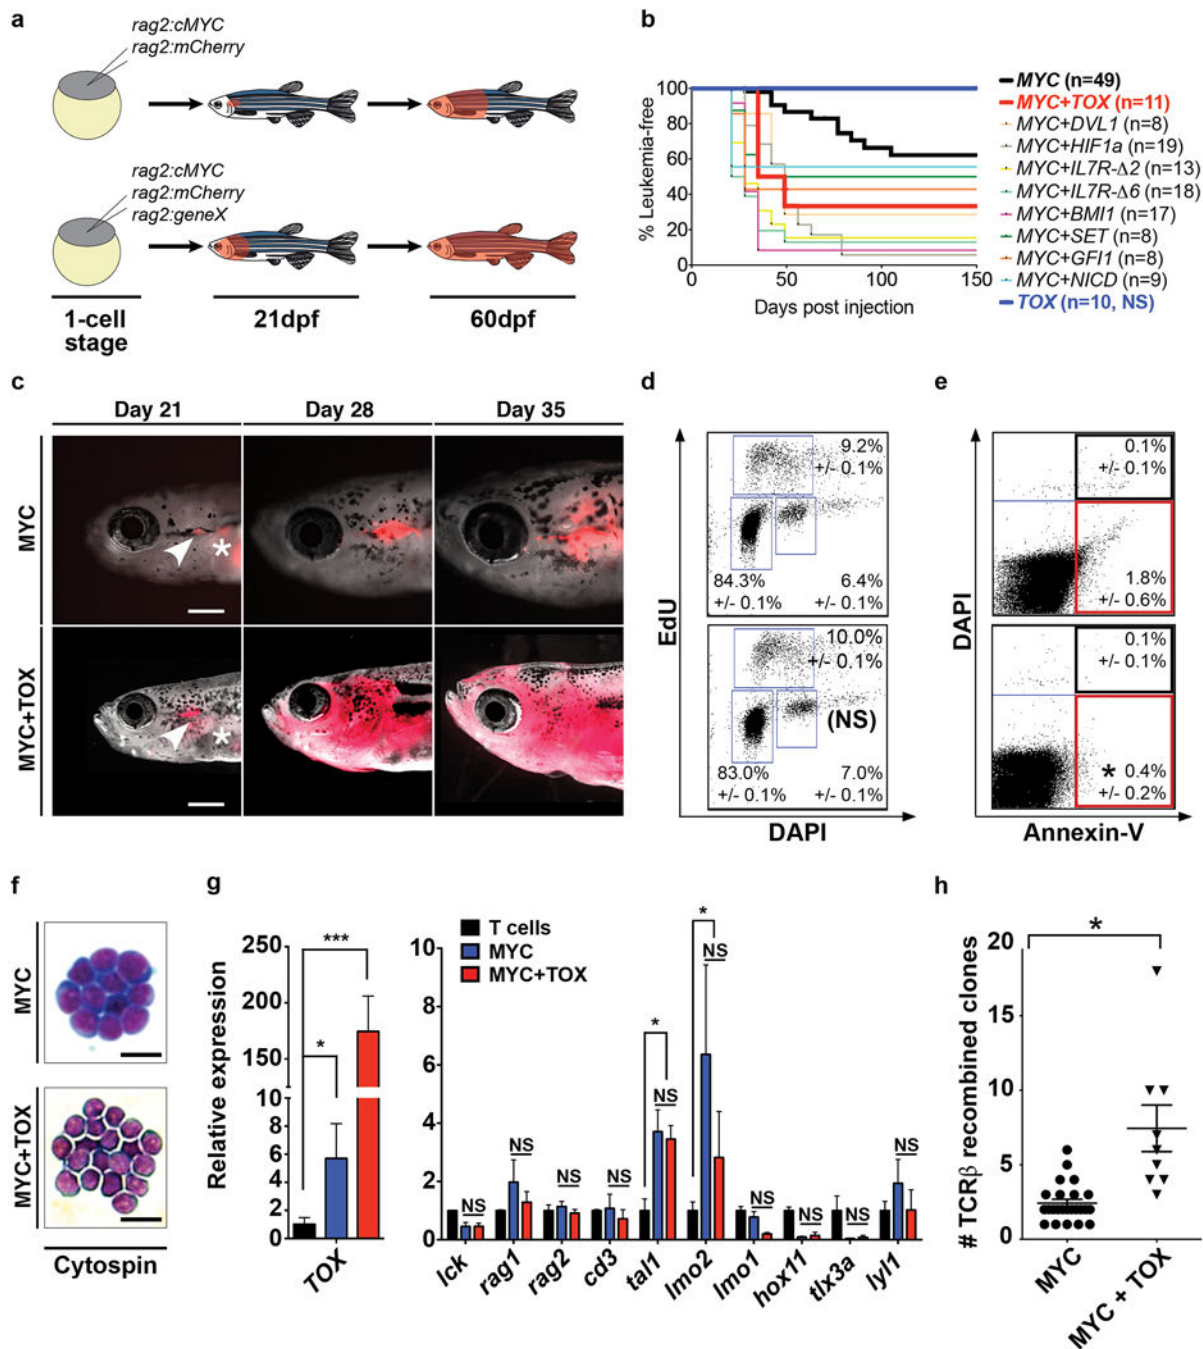 a
rag2:cMYC
rag2:mCherry
rag2:cMYC
rag2:mCherry
rag2:geneX
1-cell
stage
21dpf
60dpf
b
% Leukemia-free
100
80
60
40
20
0
0
50
100
150
Days post injection
MYC (n=49)
MYC+TOX (n=11)
MYC+DVL1 (n=8)
MYC+HIF1a (n=19)
MYC+IL7R-Δ2 (n=13)
MYC+IL7R-Δ6 (n=18)
MYC+BMI1 (n=17)
MYC+SET (n=8)
MYC+GFI1 (n=8)
MYC+NICD (n=9)
TOX (n=10, NS)
c
Day 21
Day 28
Day 35
MYC
*
MYC+TOX
*
d
EdU
9.2%
+/- 0.1%
84.3%
+/- 0.1%
6.4%
+/- 0.1%
10.0%
+/- 0.1%
(NS)
83.0%
+/- 0.1%
7.0%
+/- 0.1%
DAPI
e
DAPI
0.1%
+/- 0.1%
1.8%
+/- 0.6%
0.1%
+/- 0.1%
* 0.4%
+/- 0.2%
Annexin-V
f
MYC
MYC+TOX
Cytospin
g
Relative expression
250
200
150
100
50
8
6
4
2
0
***
*
TOX
T cells
MYC
MYC+TOX
10
8
6
4
2
0
NS
NS
NS
NS
*
NS
*
NS
NS
NS
NS
NS
lck
rag1
rag2
cd3
tal1
lmo2
lmo1
hox11
tlx3a
lyl1
h
# TCRβ recombined clones
20
15
10
5
0
*
MYC
MYC + TOX